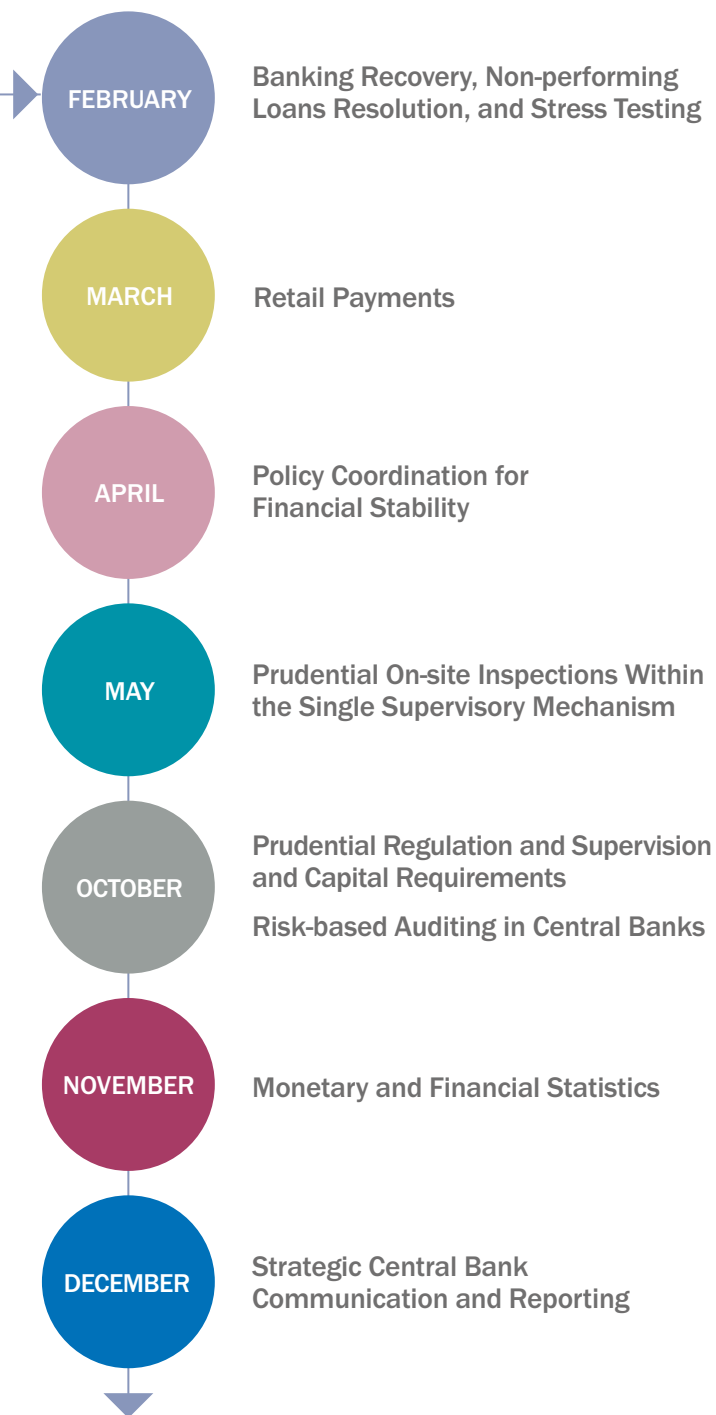 FEBRUARY
Banking Recovery, Non-performing
Loans Resolution, and Stress Testing
MARCH
Retail Payments
APRIL
Policy Coordination for
Financial Stability
MAY
Prudential On-site Inspections Within
the Single Supervisory Mechanism
OCTOBER
Prudential Regulation and Supervision
and Capital Requirements
Risk-based Auditing in Central Banks
NOVEMBER
Monetary and Financial Statistics
DECEMBER
Strategic Central Bank
Communication and Reporting